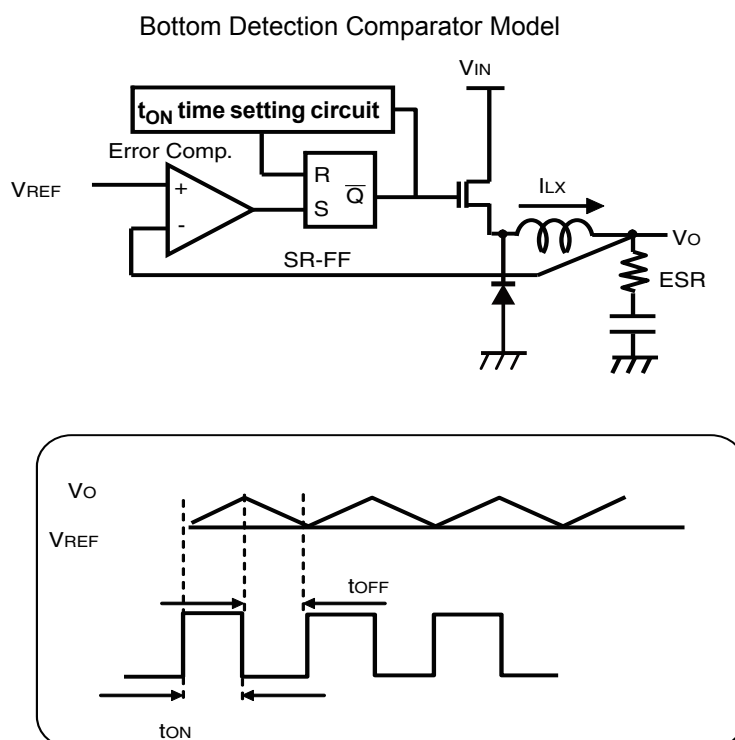 Bottom Detection Comparator Model
VIN
tON time setting circuit
Error Comp.
VREF
+
-
R
S
Q̅
ILX
VO
SR-FF
ESR
VO
VREF
tOFF
tON